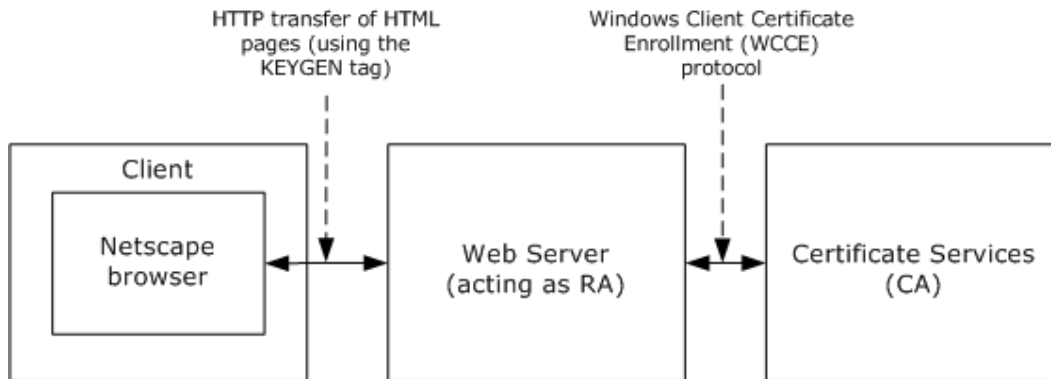 HTTP transfer of HTML
pages (using the
KEYGEN tag)
Windows Client Certificate
Enrollment (WCCE)
protocol
Client
Netscape
browser
Web Server
(acting as RA)
Certificate Services
(CA)